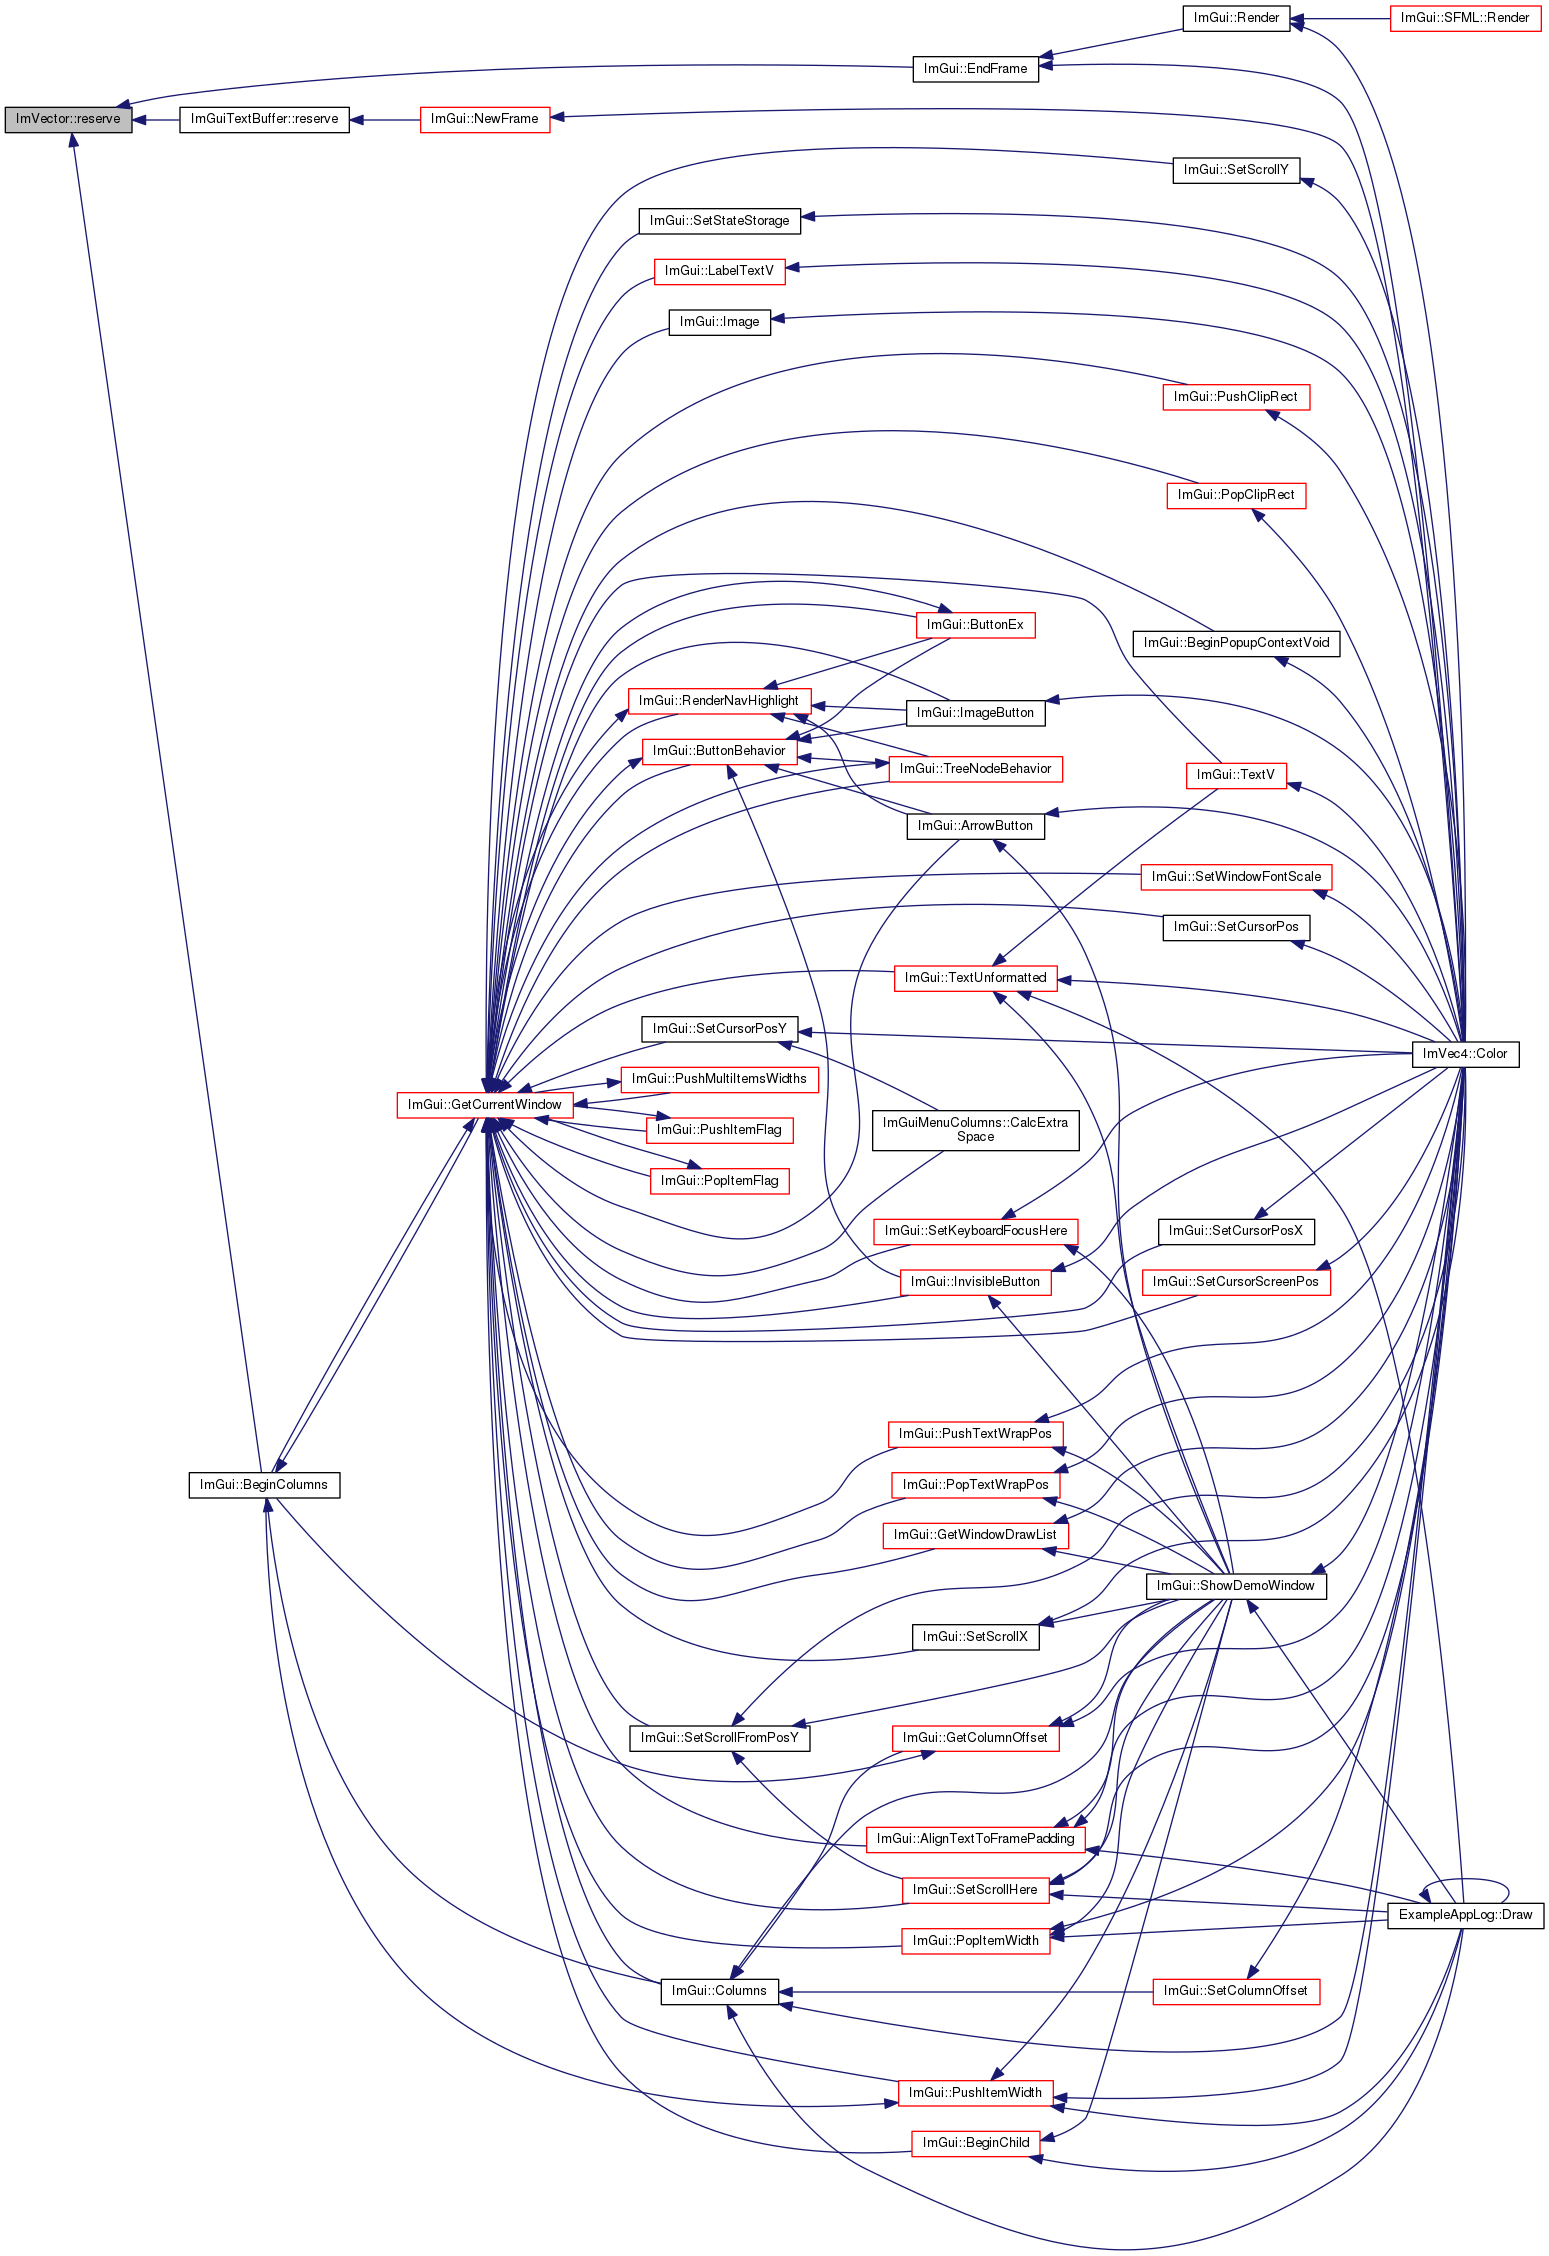 ImGui::Render
ImGui::SFML::Render
ImGui::EndFrame
ImVector::reserve
ImGuiTextBuffer::reserve
ImGui::NewFrame
ImGui::SetScrollY
ImGui::SetStateStorage
ImGui::LabelTextV
ImGui::Image
ImGui::PushClipRect
ImGui::PopClipRect
ImGui::ButtonEx
ImGui::BeginPopupContextVoid
ImGui::RenderNavHighlight
ImGui::ImageButton
ImGui::ButtonBehavior
ImGui::TreeNodeBehavior
ImGui::TextV
ImGui::ArrowButton
ImGui::SetWindowFontScale
ImGui::SetCursorPos
ImGui::TextUnformatted
ImGui::SetCursorPosY
ImVec4::Color
ImGui::PushMultiItemsWidths
ImGui::GetCurrentWindow
ImGui::PushItemFlag
ImGuiMenuColumns::CalcExtra
Space
ImGui::PopItemFlag
ImGui::SetKeyboardFocusHere
ImGui::SetCursorPosX
ImGui::InvisibleButton
ImGui::SetCursorScreenPos
ImGui::PushTextWrapPos
ImGui::BeginColumns
ImGui::PopTextWrapPos
ImGui::GetWindowDrawList
ImGui::ShowDemoWindow
ImGui::SetScrollX
ImGui::SetScrollFromPosY
ImGui::GetColumnOffset
ImGui::AlignTextToFramePadding
ImGui::SetScrollHere
ExampleAppLog::Draw
ImGui::PopItemWidth
ImGui::Columns
ImGui::SetColumnOffset
ImGui::PushItemWidth
ImGui::BeginChild